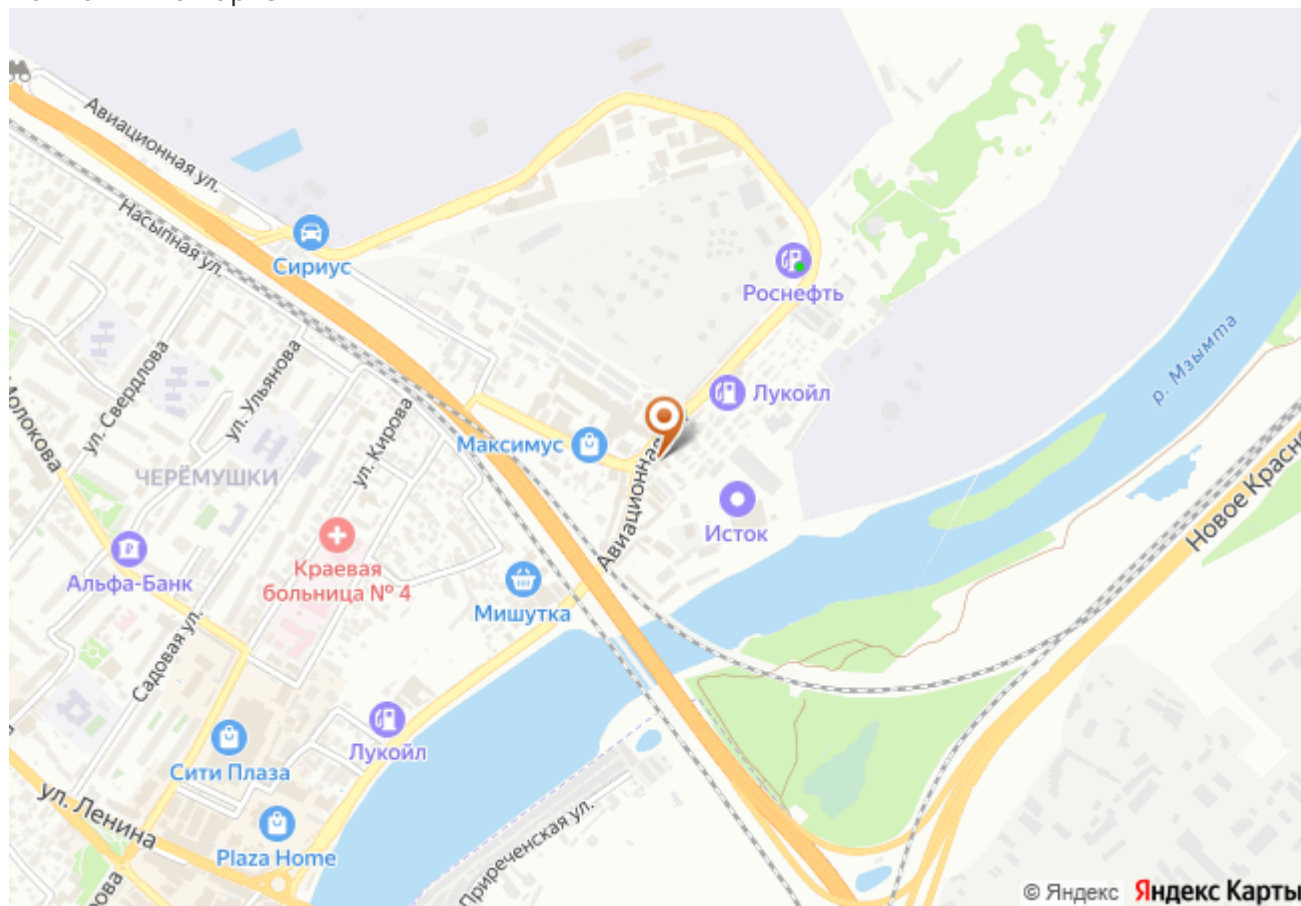 Авиационная ул.
Насыпная ул.
Сириус
Роснефть
р. Мзымта
ул. Свердлова
ул. Ульянова
ул. Кирова
Лукойл
Максимус
Авиационная
ЧЕРЁМУШКИ
Исток
Новое Красн
Альфа-Банк
Краевая
больница № 4
Мишутка
Садовая ул.
Лукойл
Сити Плаза
ул. Ленина
Plaza Home
Приреченская ул.
© Яндекс Яндекс Карты